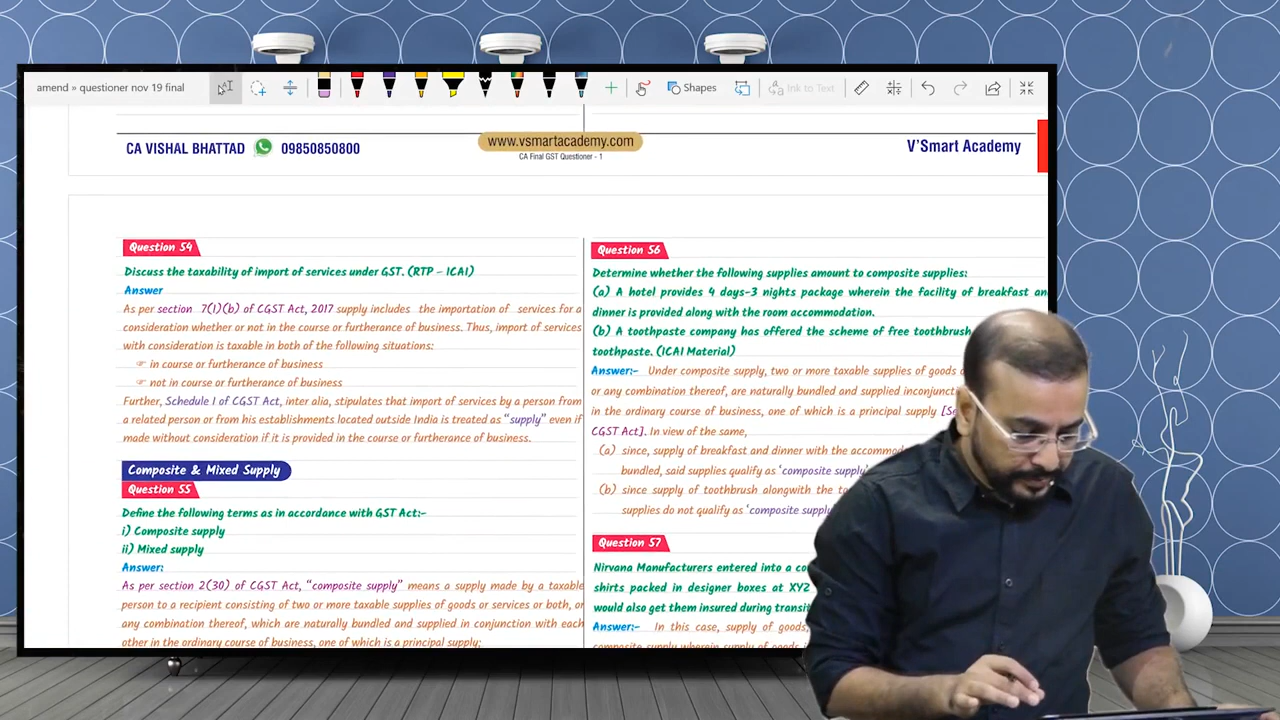 amend » questioner nov 19 final
Shapes
Ink to Text
CA VISHAL BHATTAD 09850850800
www.vsmartacademy.com
CA Final GST Questioner - 1
V'Smart Academy
Question 54
Discuss the taxability of import of services under GST. (RTP - ICAI)
Answer
As per section 7(1)(b) of CGST Act, 2017 supply includes the importation of services for a
consideration whether or not in the course or furtherance of business. Thus, import of services
with consideration is taxable in both of the following situations:
☞ in course or furtherance of business
☞ not in course or furtherance of business
Further, Schedule I of CGST Act, inter alia, stipulates that import of services by a person from
a related person or from his establishments located outside India is treated as "supply" even if
made without consideration if it is provided in the course or furtherance of business.
Composite & Mixed Supply
Question 55
Define the following terms as in accordance with GST Act:-
i) Composite supply
ii) Mixed supply
Answer:
As per section 2(30) of CGST Act, "composite supply" means a supply made by a taxable
person to a recipient consisting of two or more taxable supplies of goods or services or both, or
any combination thereof, which are naturally bundled and supplied in conjunction with each
other in the ordinary course of business, one of which is a principal supply;
Question 56
Determine whether the following supplies amount to composite supplies:
(a) A hotel provides 4 days-3 nights package wherein the facility of breakfast and
dinner is provided along with the room accommodation.
(b) A toothpaste company has offered the scheme of free toothbrush
toothpaste. (ICAI Material)
Answer:- Under composite supply, two or more taxable supplies of goods
or any combination thereof, are naturally bundled and supplied inconjuncti
in the ordinary course of business, one of which is a principal supply [Se
CGST Act]. In view of the same,
(a) since, supply of breakfast and dinner with the accommod
bundled, said supplies qualify as 'composite supply'
(b) since supply of toothbrush alongwith the to
supplies do not qualify as 'composite supply
Question 57
Nirvana Manufacturers entered into a co
shirts packed in designer boxes at XYZ
would also get them insured during transit
Answer:- In this case, supply of goods,
composite supply wherein supply of goods i